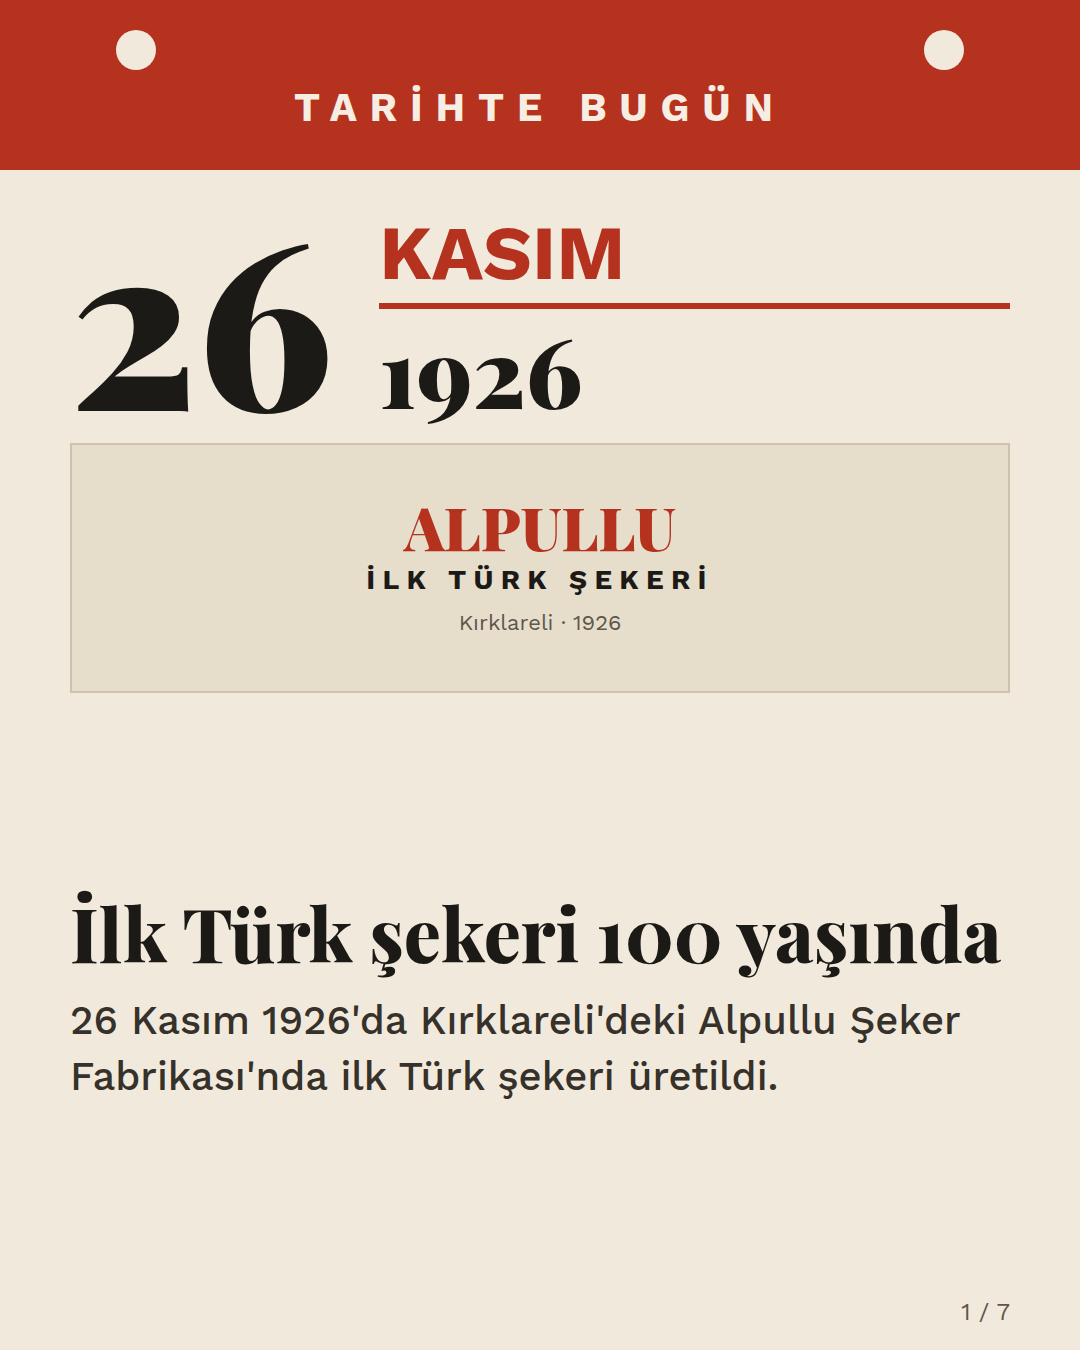 TARİHTE BUGÜN
26
KASIM
1926
ALPULLU
İLK TÜRK ŞEKERİ
Kırklareli · 1926
İlk Türk şekeri 100 yaşında
26 Kasım 1926'da Kırklareli'deki Alpullu Şeker
Fabrikası'nda ilk Türk şekeri üretildi.
1 / 7